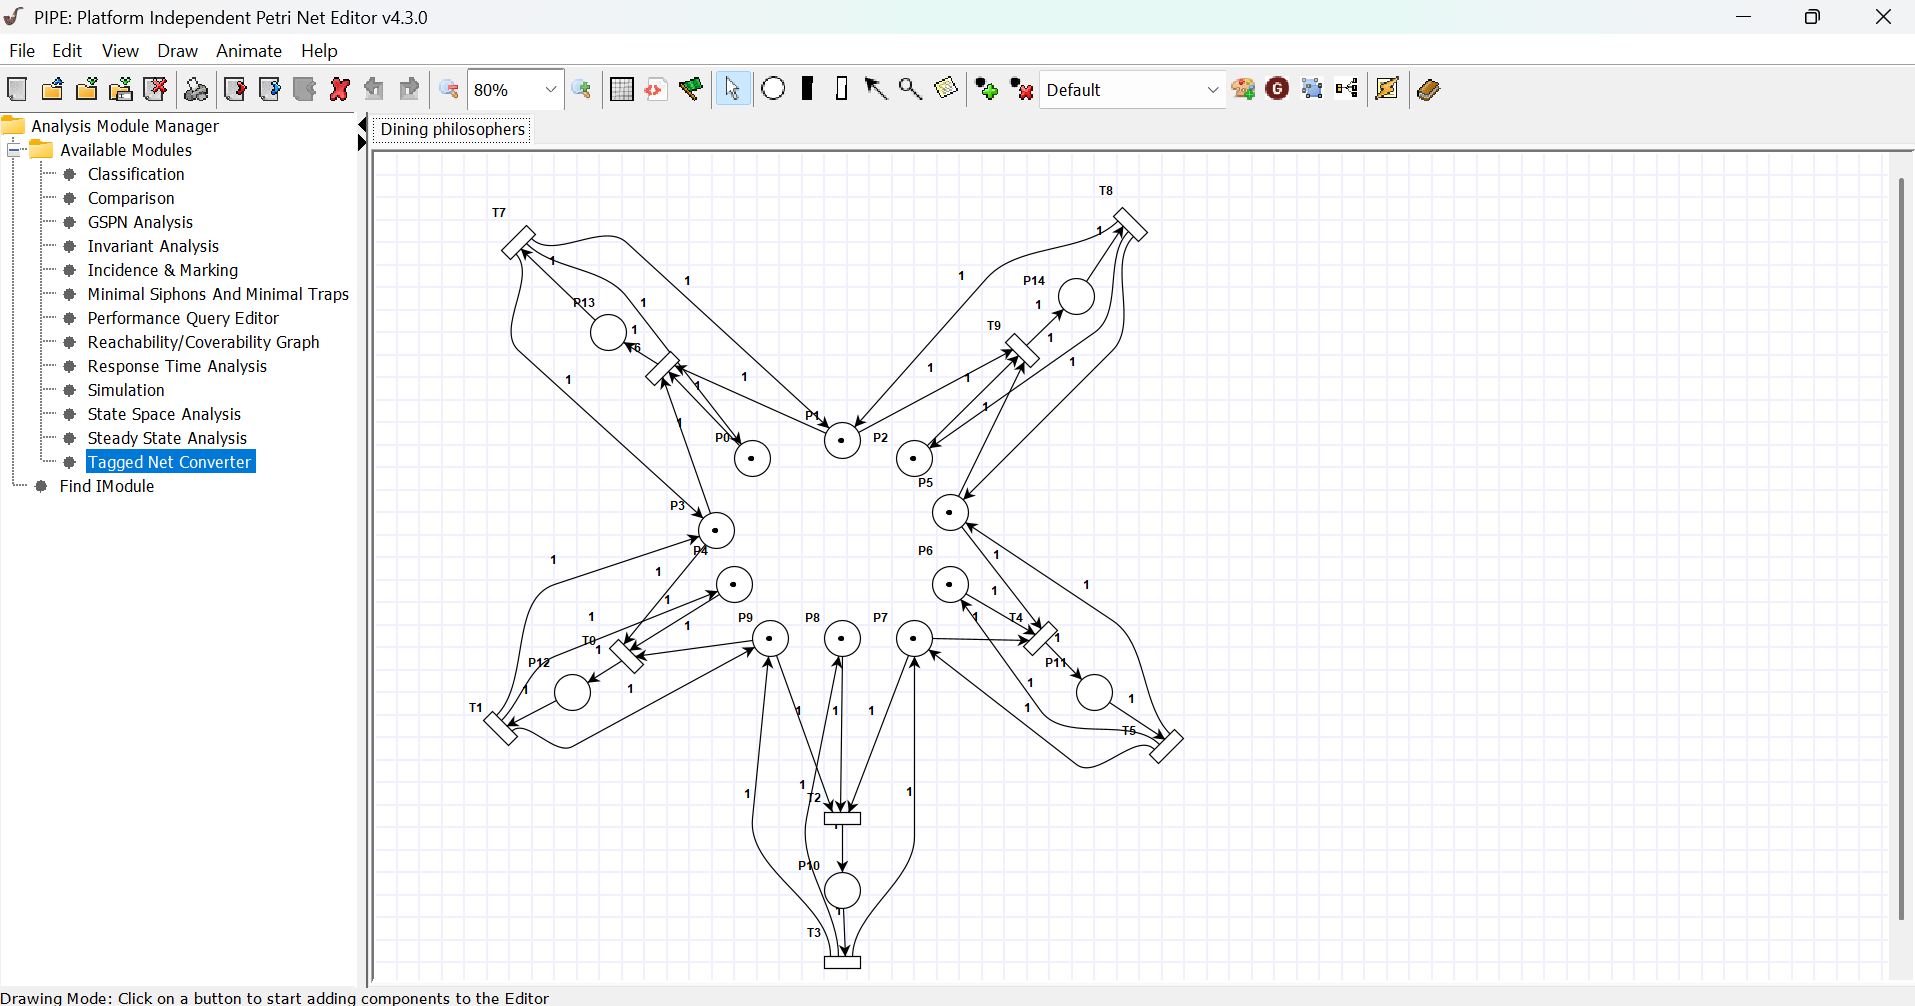 PIPE: Platform Independent Petri Net Editor v4.3.0
File Edit View Draw Animate Help
80%
G
Default
Analysis Module Manager
Available Modules
Classification
Comparison
GSPN Analysis
Invariant Analysis
Incidence & Marking
Minimal Siphons And Minimal Traps
Performance Query Editor
Reachability/Coverability Graph
Response Time Analysis
Simulation
State Space Analysis
Steady State Analysis
Tagged Net Converter
Find IModule
Dining philosophers
T8
T7
1
1
1 1 P14
P13 1 1
T9
1 1
T6
1
1 1 1 1
1 1
P1
1
P0 P2
P5
P3
P4 P6
1 1
1 1
1 1
1 1
P9 P8 P7 T4
1
T0 1
1
P12 P11
1 1 1
1
T1 1 1 1 1
T5
1 1 1
T2
1
P10
1
T3
Drawing Mode: Click on a button to start adding components to the Editor